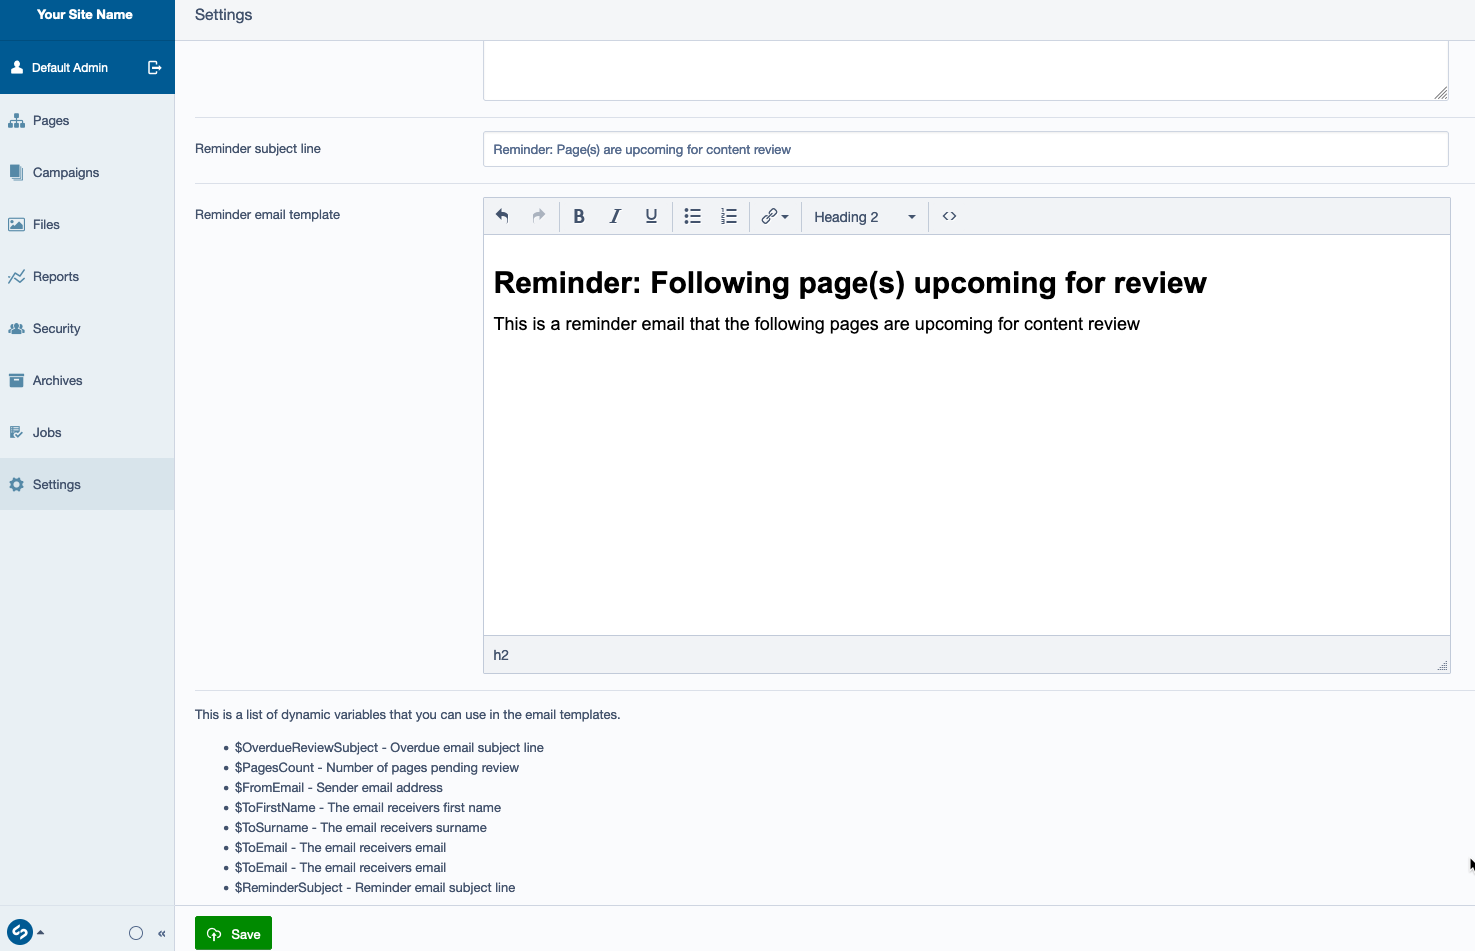 Your Site Name
Settings
Default Admin
Pages
Campaigns
Files
Reports
Security
Archives
Jobs
Settings
Reminder subject line
Reminder: Page(s) are upcoming for content review
Reminder email template
B I U Heading 2 <>
Reminder: Following page(s) upcoming for review
This is a reminder email that the following pages are upcoming for content review
h2
This is a list of dynamic variables that you can use in the email templates.
• $OverdueReviewSubject - Overdue email subject line
• $PagesCount - Number of pages pending review
• $FromEmail - Sender email address
• $ToFirstName - The email receivers first name
• $ToSurname - The email receivers surname
• $ToEmail - The email receivers email
• $ToEmail - The email receivers email
• $ReminderSubject - Reminder email subject line
«
Save